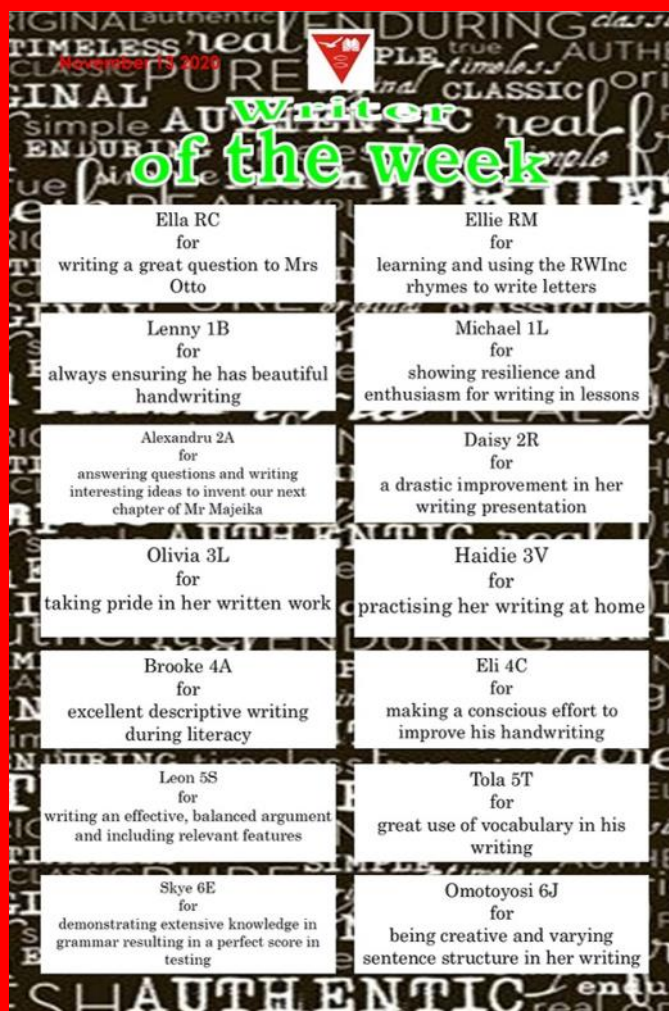 November 13 2020
Writer
of the week
Ella RC
for
writing a great question to Mrs
Otto
Ellie RM
for
learning and using the RWInc
rhymes to write letters
Lenny 1B
for
always ensuring he has beautiful
handwriting
Michael 1L
for
showing resilience and
enthusiasm for writing in lessons
Alexandru 2A
for
answering questions and writing
interesting ideas to invent our next
chapter of Mr Majeika
Daisy 2R
for
a drastic improvement in her
writing presentation
Olivia 3L
for
taking pride in her written work
Haidie 3V
for
practising her writing at home
Brooke 4A
for
excellent descriptive writing
during literacy
Eli 4C
for
making a conscious effort to
improve his handwriting
Leon 5S
for
writing an effective, balanced argument
and including relevant features
Tola 5T
for
great use of vocabulary in his
writing
Skye 6E
for
demonstrating extensive knowledge in
grammar resulting in a perfect score in
testing
Omotoyosi 6J
for
being creative and varying
sentence structure in her writing